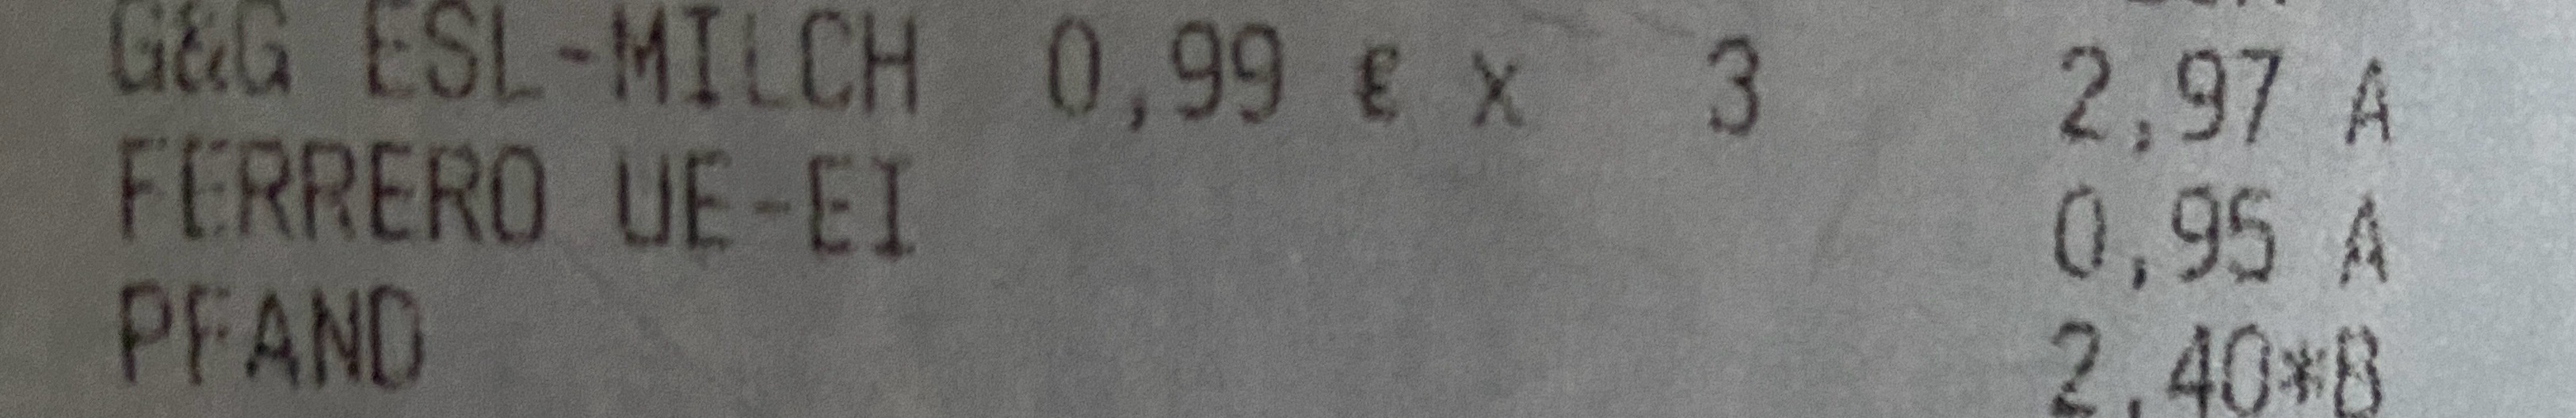 G&G ESL-MILCH 0,99 € x 3 2,97 A
FERRERO UE-EI 0,95 A
PFAND 2,40*B